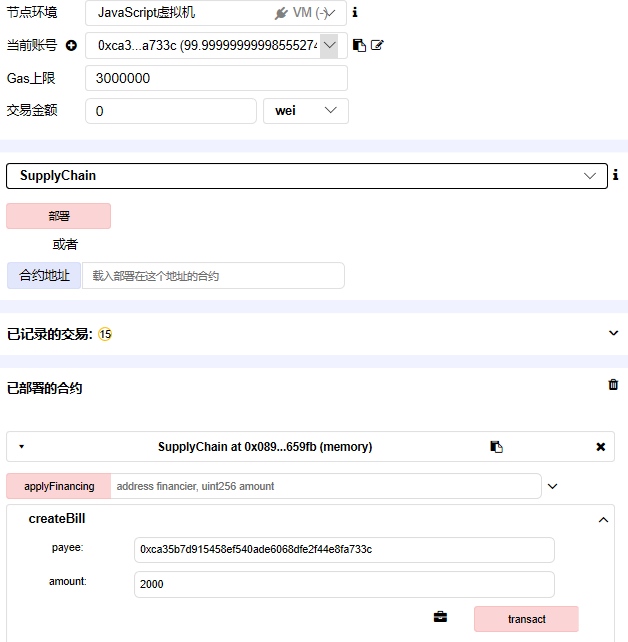 节点环境 JavaScript虚拟机 VM (-)
当前账号 0xca3...a733c (99.99999999998555274
Gas上限 3000000
交易金额 0 wei
SupplyChain
部署
或者
合约地址 载入部署在这个地址的合约
已记录的交易: 15
已部署的合约
SupplyChain at 0x089...659fb (memory)
applyFinancing address financier, uint256 amount
createBill
payee: 0xca35b7d915458ef540ade6068dfe2f44e8fa733c
amount: 2000
transact